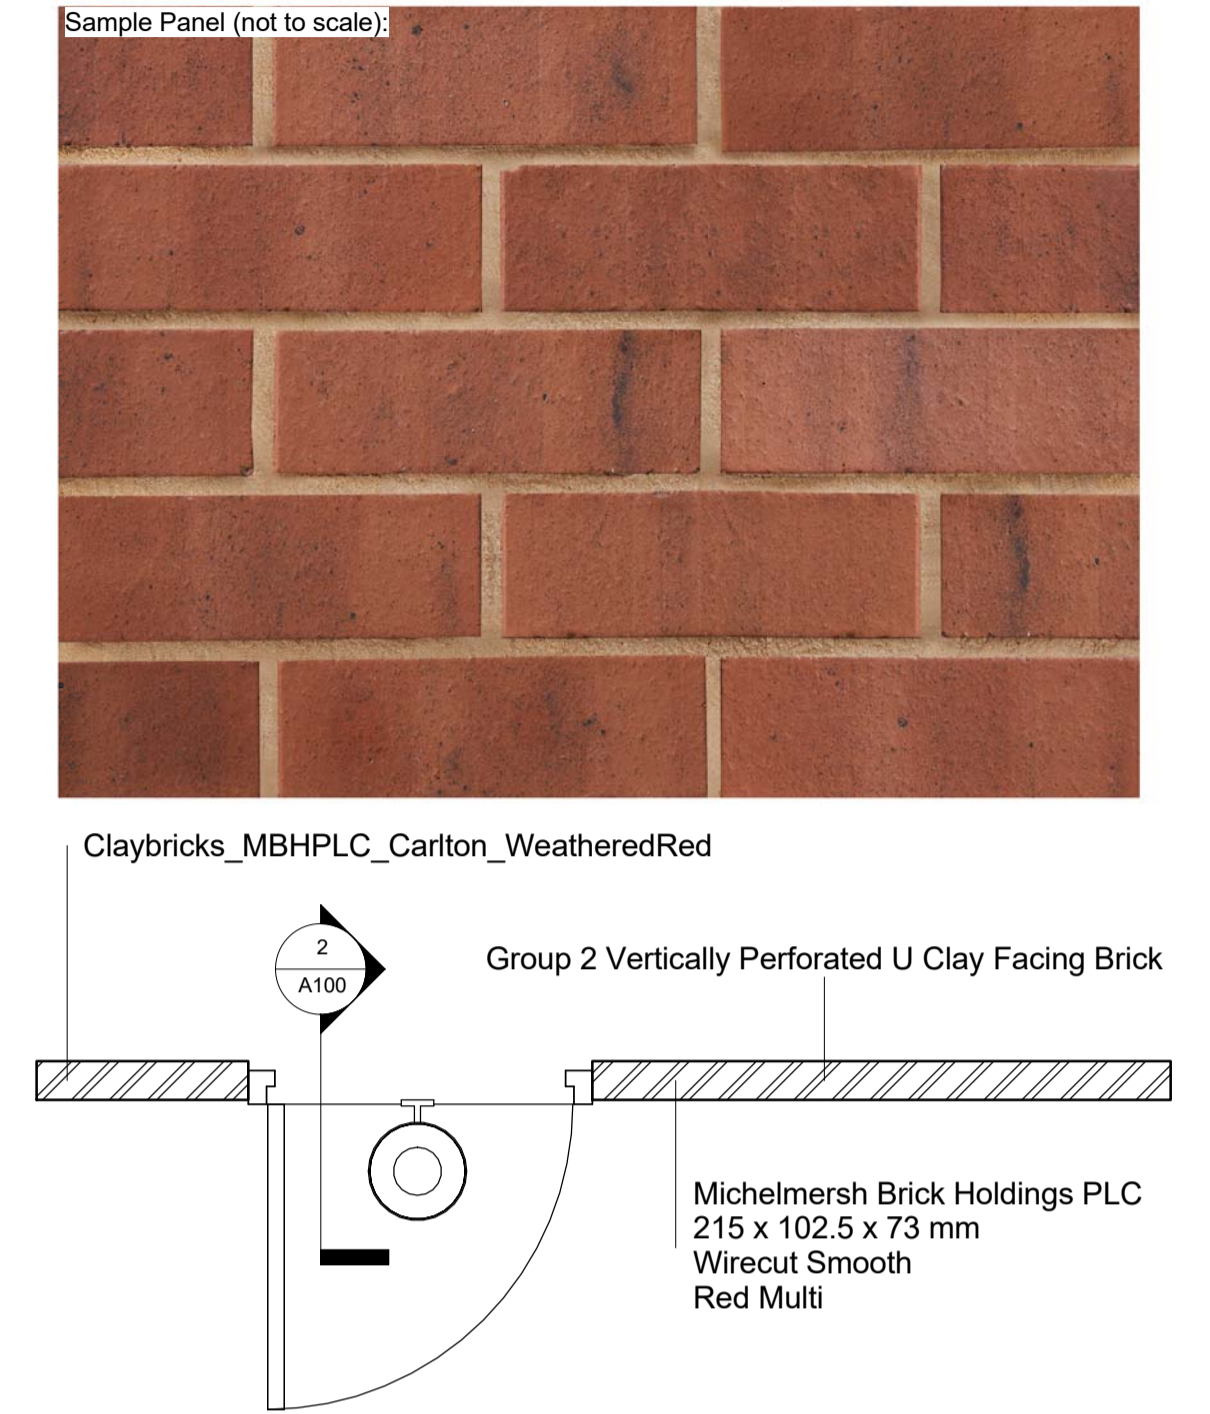 Sample Panel (not to scale):
Claybricks_MBHPLC_Carlton_WeatheredRed
2
A100
Group 2 Vertically Perforated U Clay Facing Brick
Michelmersh Brick Holdings PLC
215 x 102.5 x 73 mm
Wirecut Smooth
Red Multi